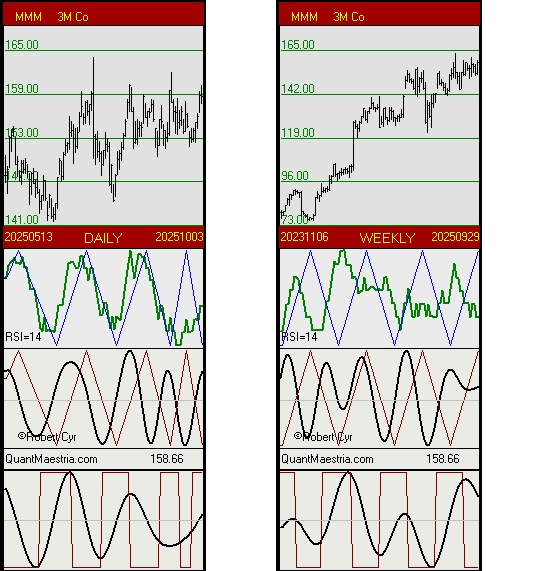 MMM 3M Co
165.00
159.00
153.00
141.00
20250513 DAILY 20251003
RSI=14
©Robert Cyr
QuantMaestria.com 158.66
MMM 3M Co
165.00
142.00
119.00
96.00
73.00
20231106 WEEKLY 20250929
RSI=14
©Robert Cyr
QuantMaestria.com 158.66